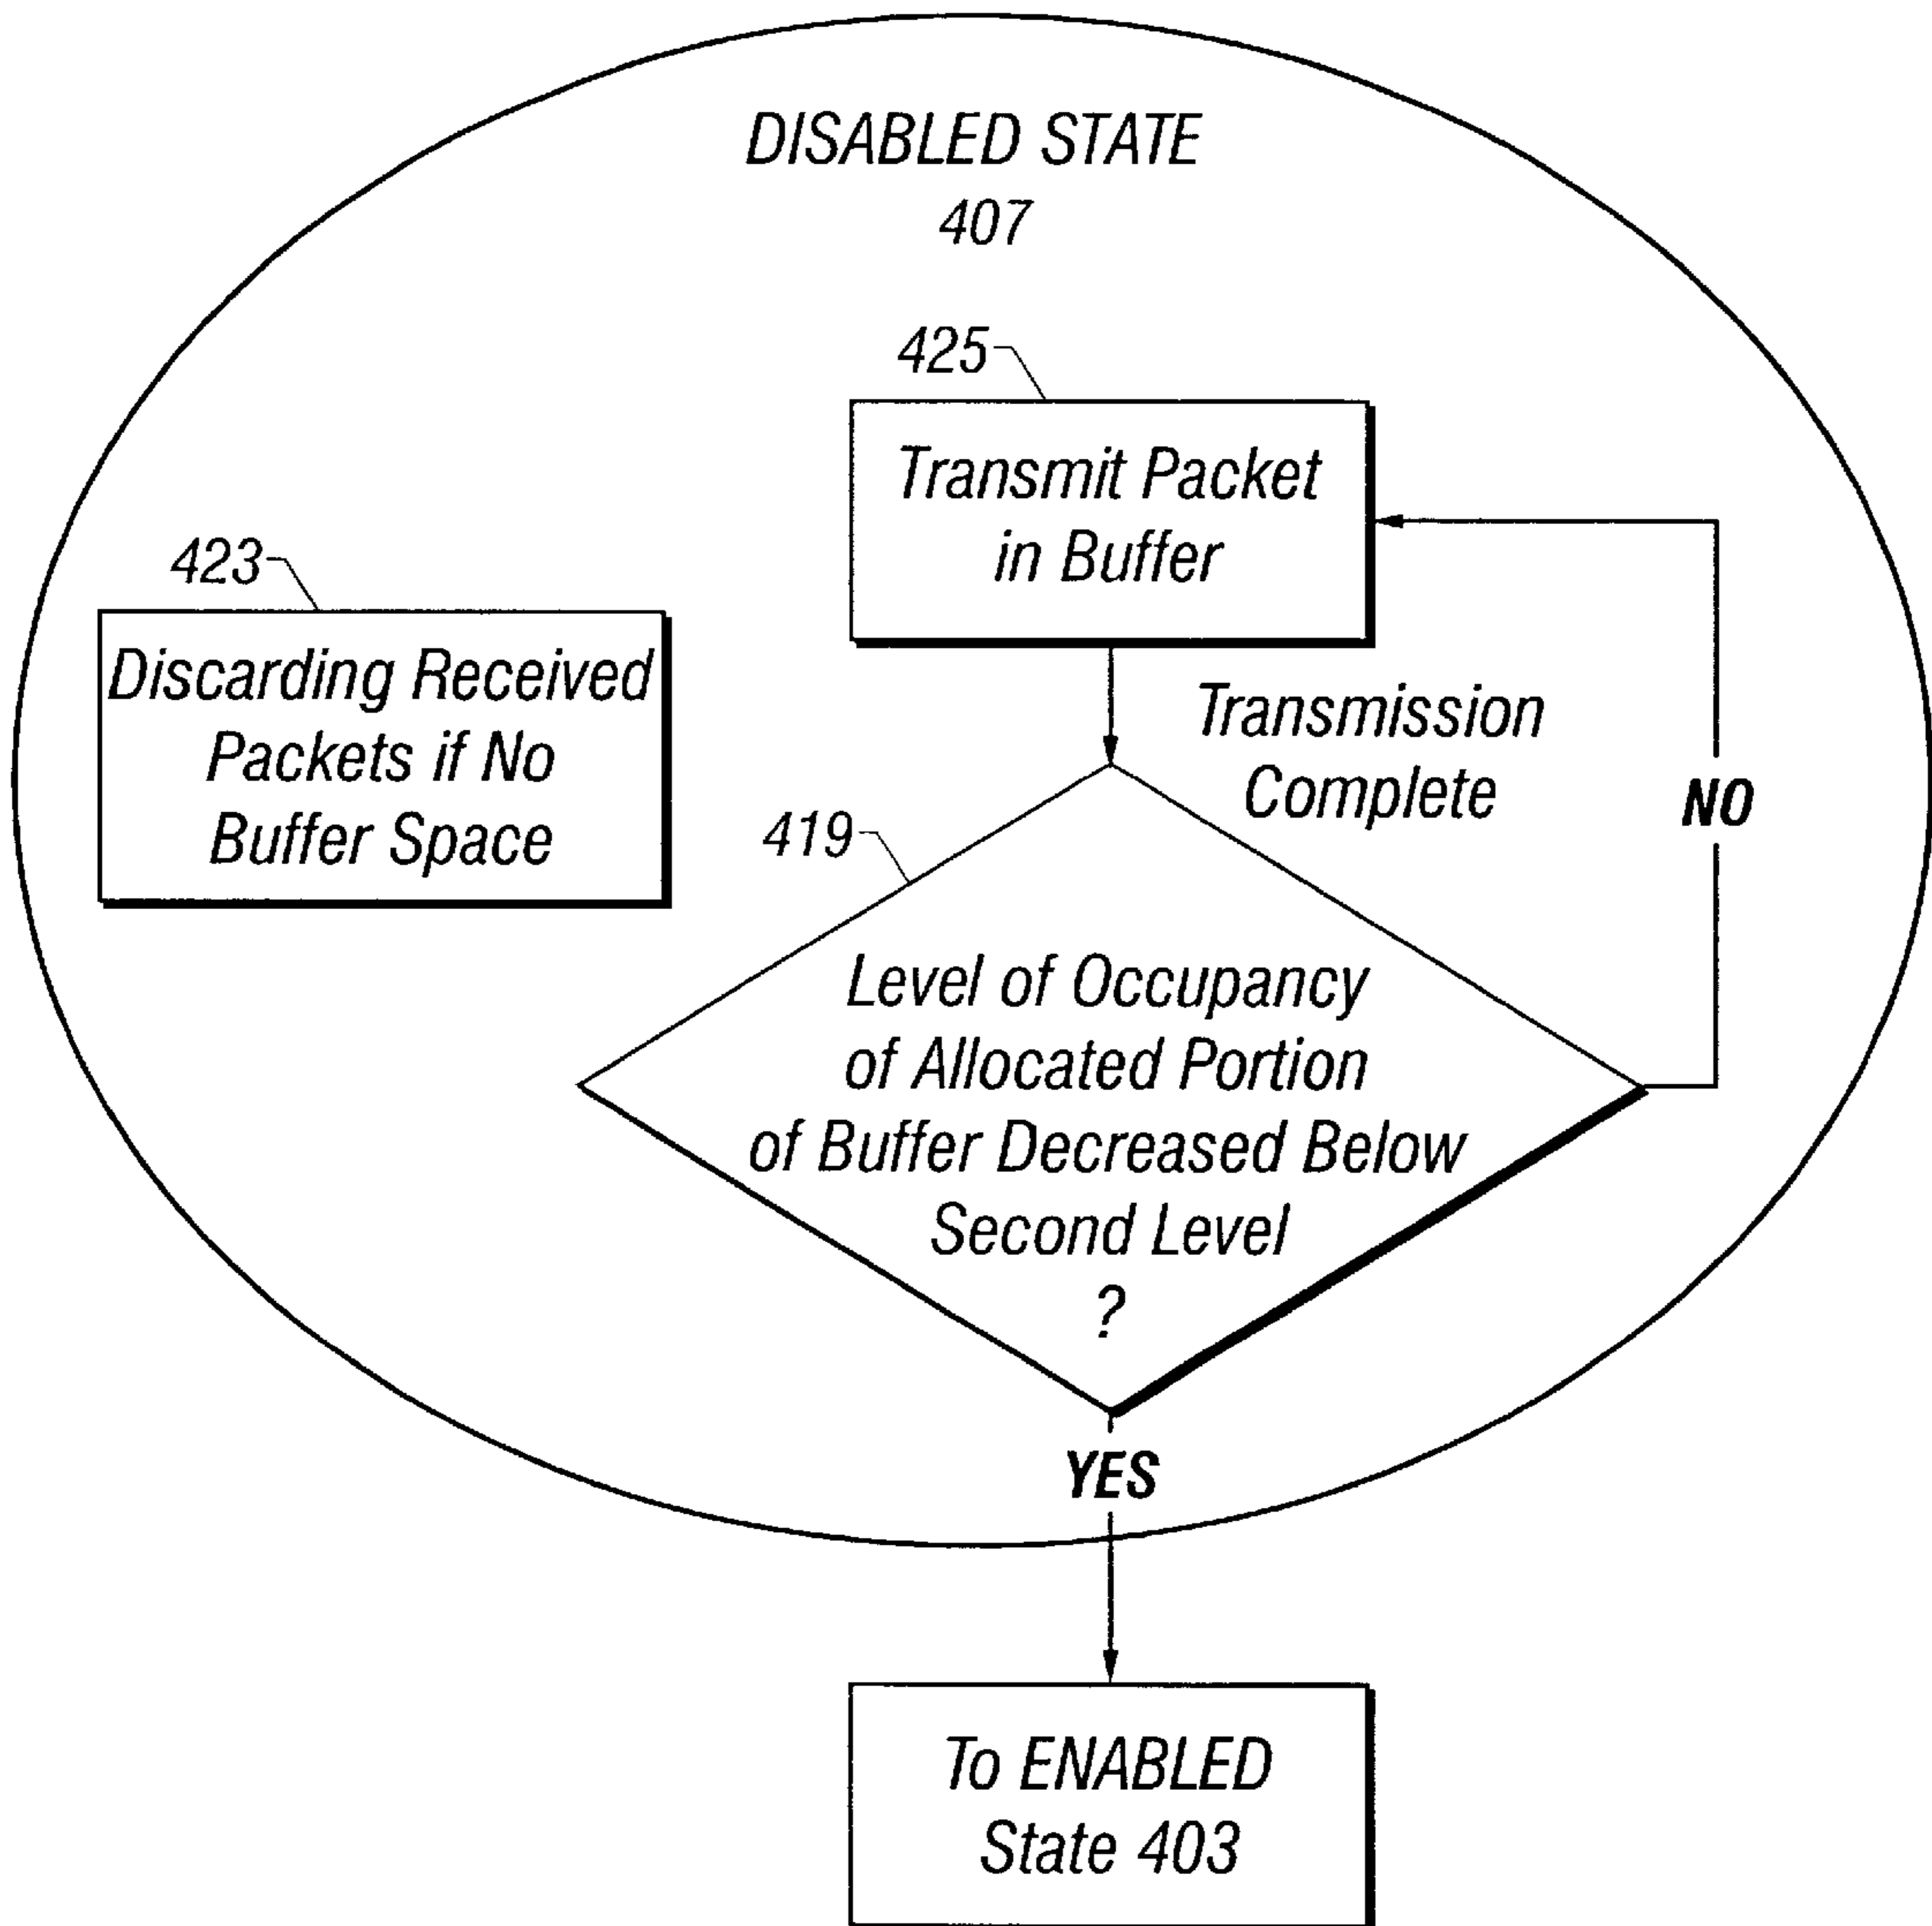 DISABLED STATE
407
425
Transmit Packet
in Buffer
423
Discarding Received
Packets if No
Buffer Space
Transmission
Complete
NO
419
Level of Occupancy
of Allocated Portion
of Buffer Decreased Below
Second Level
?
YES
To ENABLED
State 403